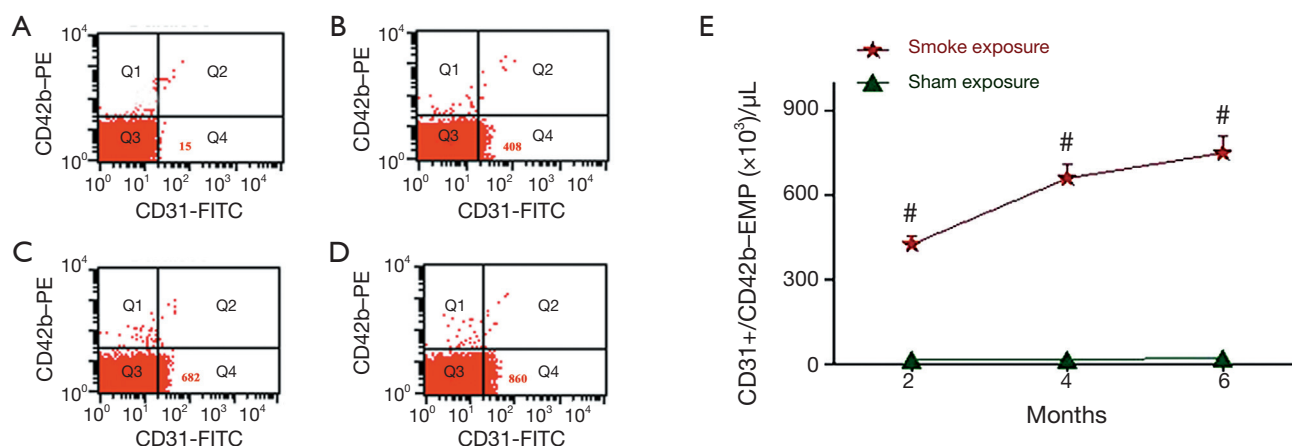 A
10⁴
CD42b–PE
Q1
Q2
Q3
15
Q4
10⁰
10⁰ 10¹ 10² 10³ 10⁴
CD31-FITC
B
10⁴
CD42b–PE
Q1
Q2
Q3
408
Q4
10⁰
10⁰ 10¹ 10² 10³ 10⁴
CD31-FITC
C
10⁴
CD42b–PE
Q1
Q2
Q3
682
Q4
10⁰
10⁰ 10¹ 10² 10³ 10⁴
CD31-FITC
D
10⁴
CD42b–PE
Q1
Q2
Q3
860
Q4
10⁰
10⁰ 10¹ 10² 10³ 10⁴
CD31-FITC
E
Smoke exposure
Sham exposure
CD31+/CD42b–EMP (×10³)/μL
900
600
300
0
#
#
#
2 4 6
Months